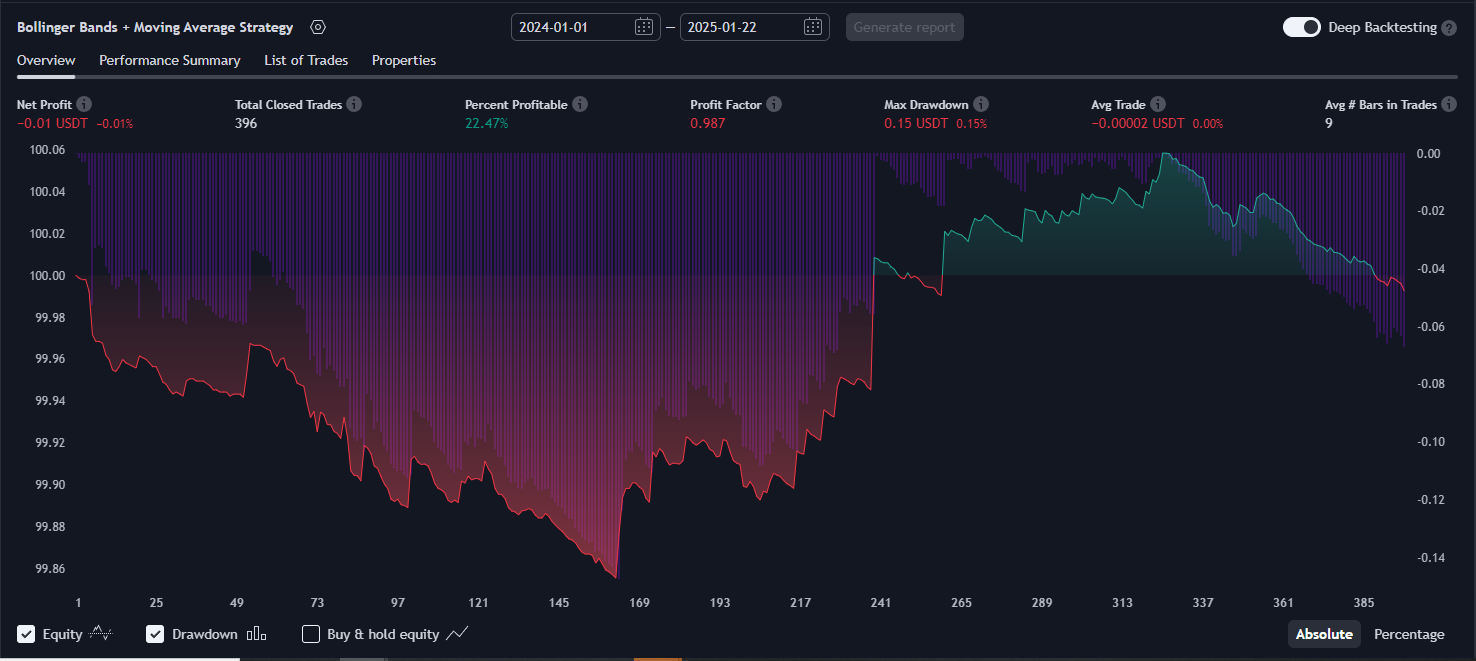 Bollinger Bands + Moving Average Strategy
2024-01-01 — 2025-01-22
Generate report
Deep Backtesting ?
Overview Performance Summary List of Trades Properties
Net Profit i Total Closed Trades i Percent Profitable i Profit Factor i Max Drawdown i Avg Trade i Avg # Bars in Trades i
−0.01 USDT −0.01% 396 22.47% 0.987 0.15 USDT 0.15% −0.00002 USDT 0.00% 9
100.06 0.00
100.04
100.02 -0.02
100.00 -0.04
99.98 -0.06
99.96
99.94 -0.08
99.92 -0.10
99.90 -0.12
99.88
99.86 -0.14
1 25 49 73 97 121 145 169 193 217 241 265 289 313 337 361 385
Equity Drawdown Buy & hold equity Absolute Percentage